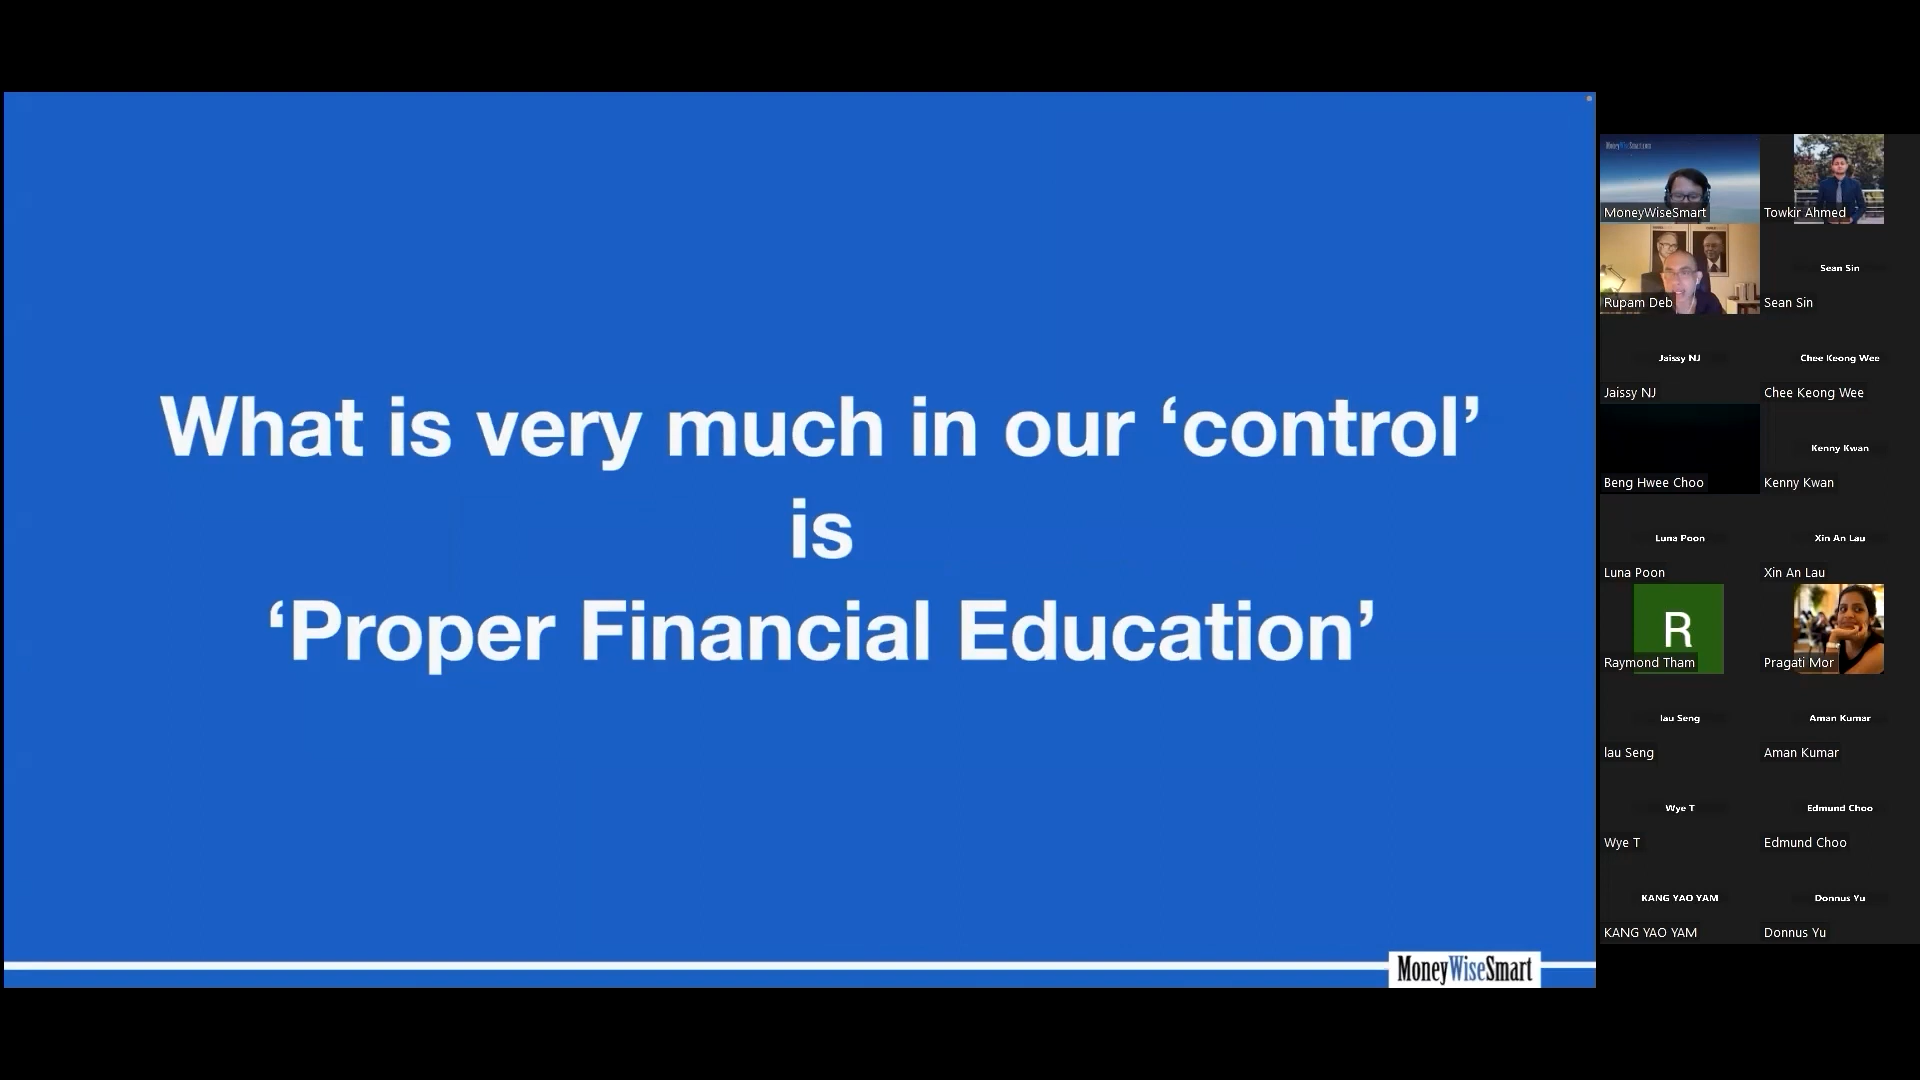 What is very much in our ‘control’
is
‘Proper Financial Education’
MoneyWiseSmart
MoneyWiseSmart
Towkir Ahmed
Rupam Deb
Sean Sin
Sean Sin
Jaissy NJ
Jaissy NJ
Chee Keong Wee
Chee Keong Wee
Beng Hwee Choo
Kenny Kwan
Kenny Kwan
Luna Poon
Luna Poon
Xin An Lau
Xin An Lau
R
Raymond Tham
Pragati Mor
lau Seng
lau Seng
Aman Kumar
Aman Kumar
Wye T
Wye T
Edmund Choo
Edmund Choo
KANG YAO YAM
KANG YAO YAM
Donnus Yu
Donnus Yu